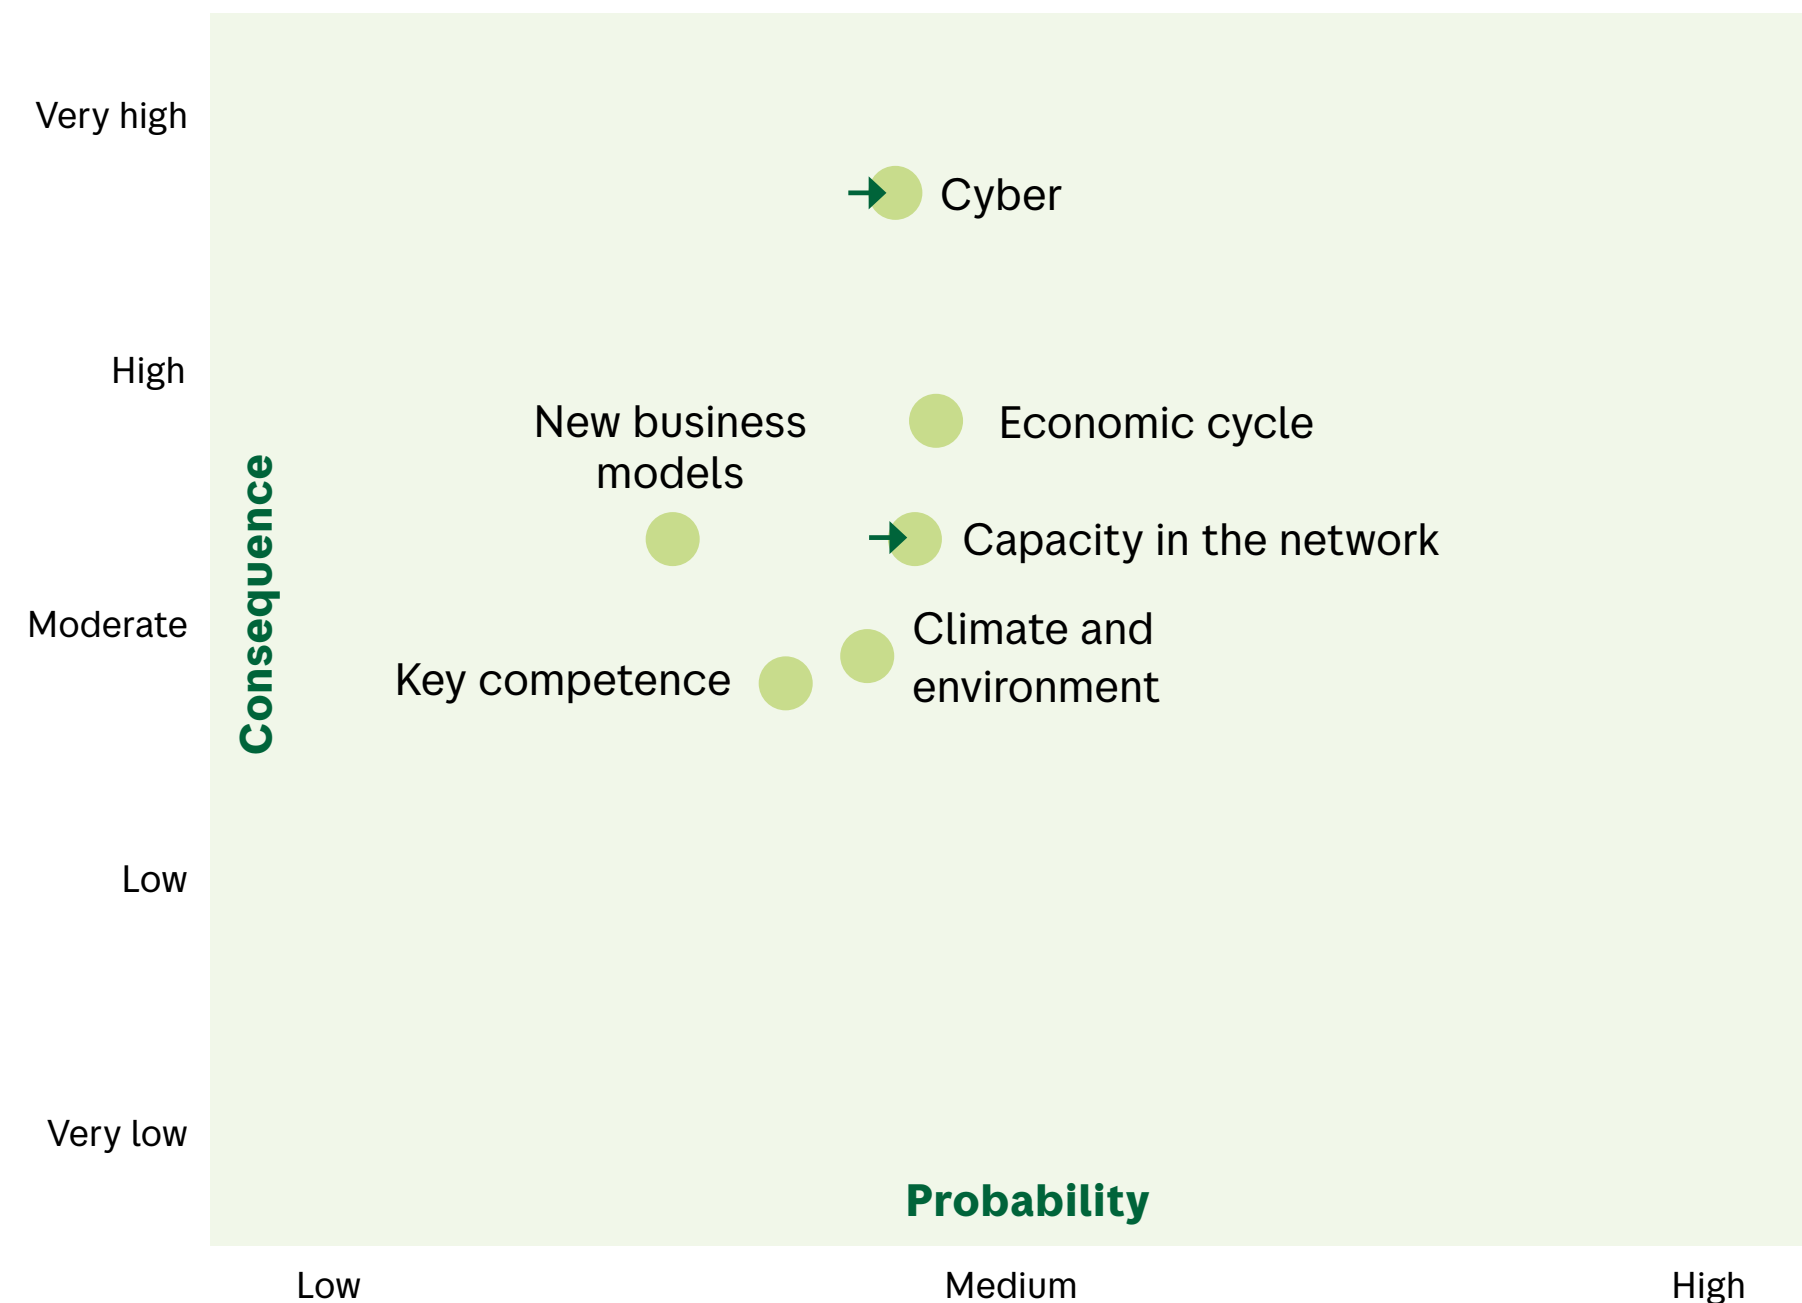 Very high
Cyber
High
New business
models
Economic cycle
Capacity in the network
Consequence
Moderate
Climate and
environment
Key competence
Low
Very low
Probability
Low
Medium
High